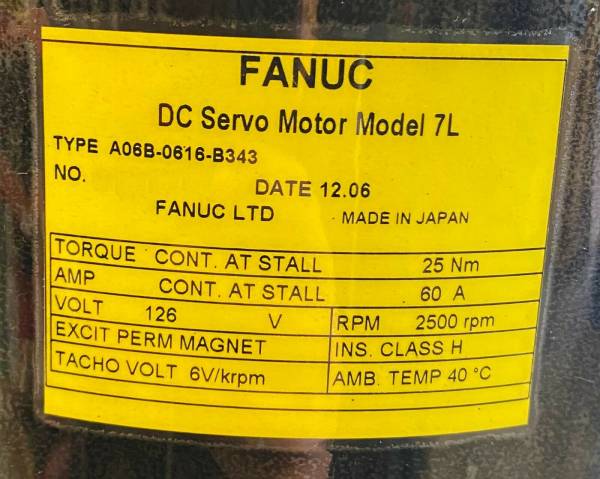 FANUC
DC Servo Motor Model 7L
TYPE A06B-0616-B343
NO. DATE 12.06
FANUC LTD MADE IN JAPAN
TORQUE CONT. AT STALL 25 Nm
AMP CONT. AT STALL 60 A
VOLT 126 V RPM 2500 rpm
EXCIT PERM MAGNET INS. CLASS H
TACHO VOLT 6V/krpm AMB. TEMP 40 °C